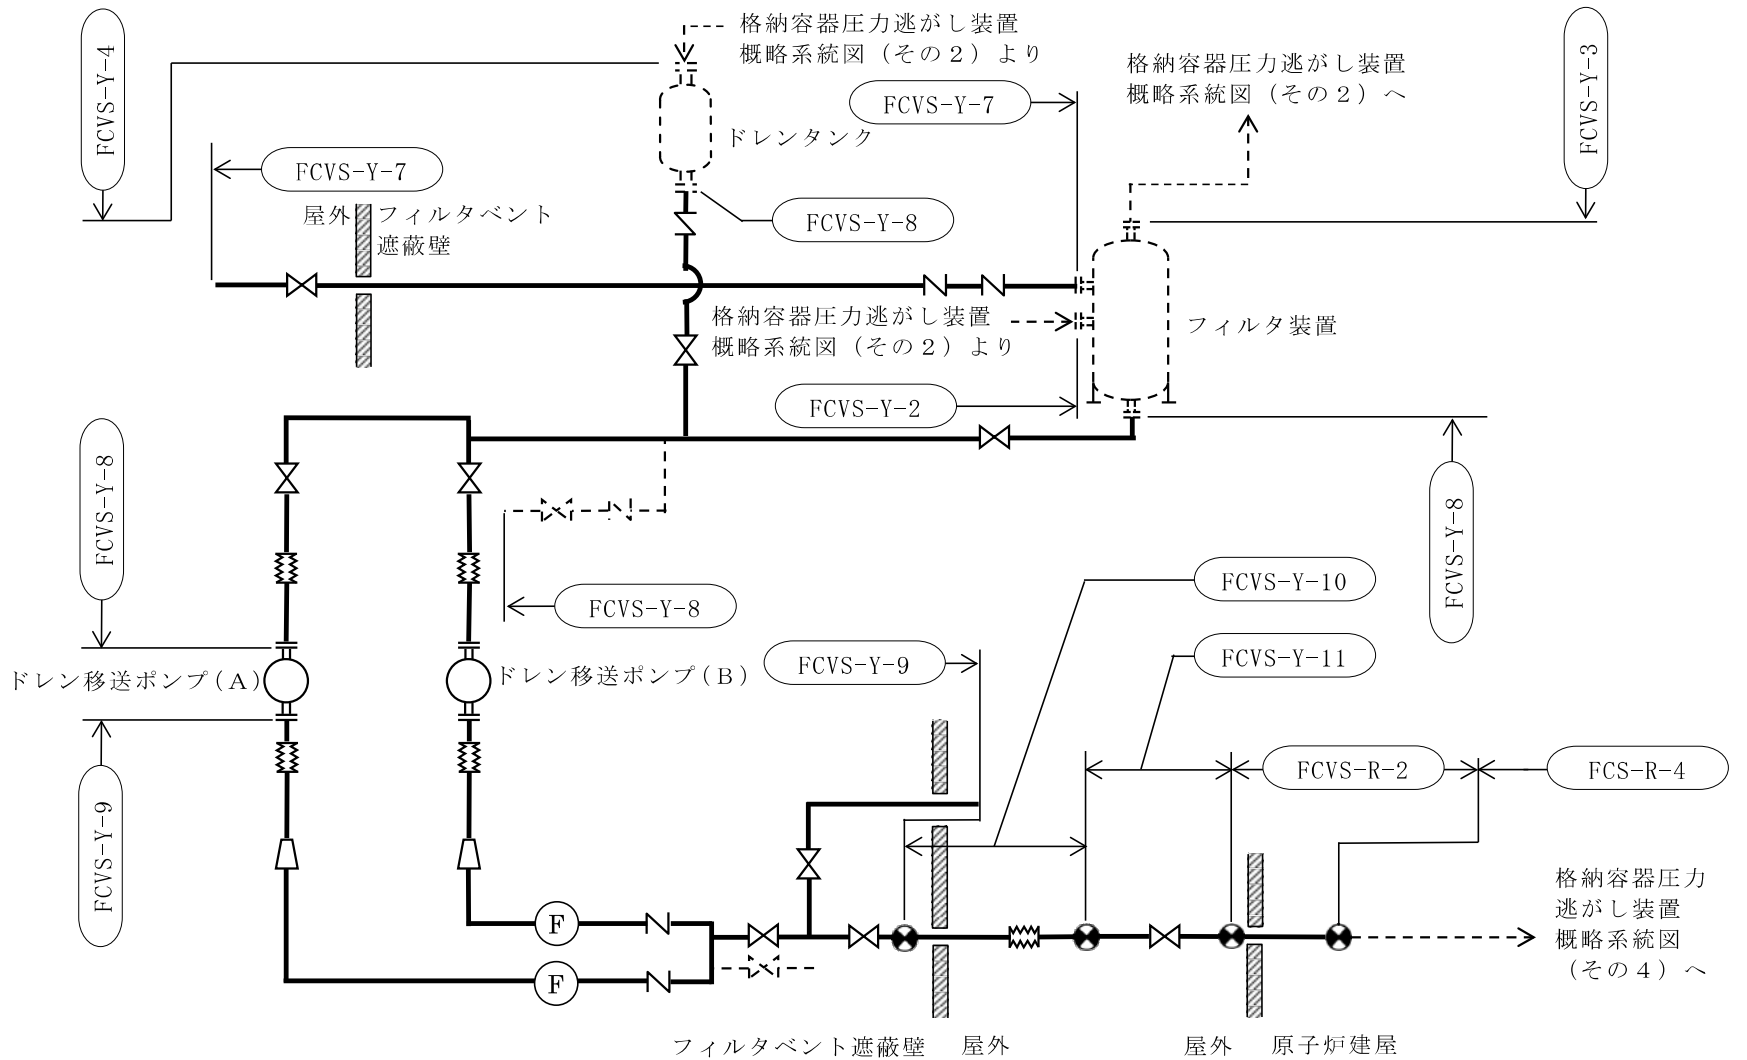 FCVS-Y-4
格納容器圧力逃がし装置
概略系統図（その２）より
FCVS-Y-7
格納容器圧力逃がし装置
概略系統図（その２）へ
FCVS-Y-3
ドレンタンク
FCVS-Y-7
屋外
フィルタベント
遮蔽壁
FCVS-Y-8
格納容器圧力逃がし装置
概略系統図（その２）より
フィルタ装置
FCVS-Y-2
FCVS-Y-8
FCVS-Y-8
FCVS-Y-8
FCVS-Y-10
FCVS-Y-11
FCVS-Y-9
ドレン移送ポンプ(A)
ドレン移送ポンプ(B)
FCVS-R-2
FCS-R-4
FCVS-Y-9
F
F
格納容器圧力
逃がし装置
概略系統図
（その４）へ
フィルタベント遮蔽壁
屋外
屋外
原子炉建屋